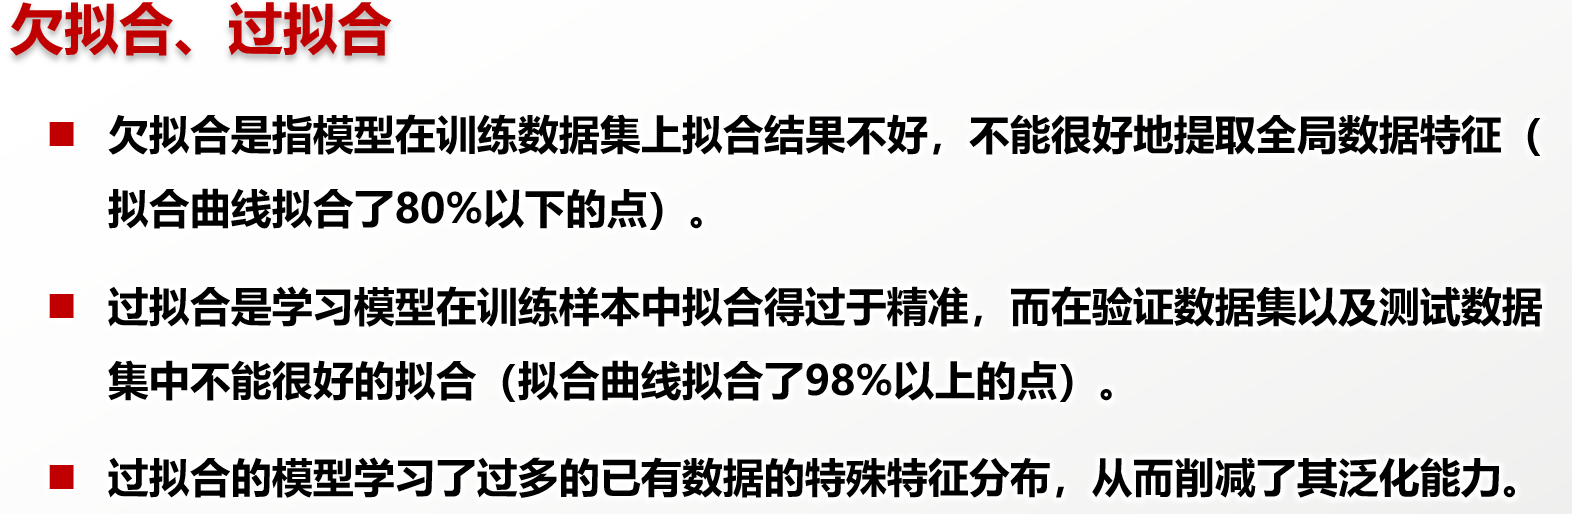 欠拟合、过拟合
欠拟合是指模型在训练数据集上拟合结果不好，不能很好地提取全局数据特征（
拟合曲线拟合了80%以下的点）。
过拟合是学习模型在训练样本中拟合得过于精准，而在验证数据集以及测试数据
集中不能很好的拟合（拟合曲线拟合了98%以上的点）。
过拟合的模型学习了过多的已有数据的特殊特征分布，从而削减了其泛化能力。